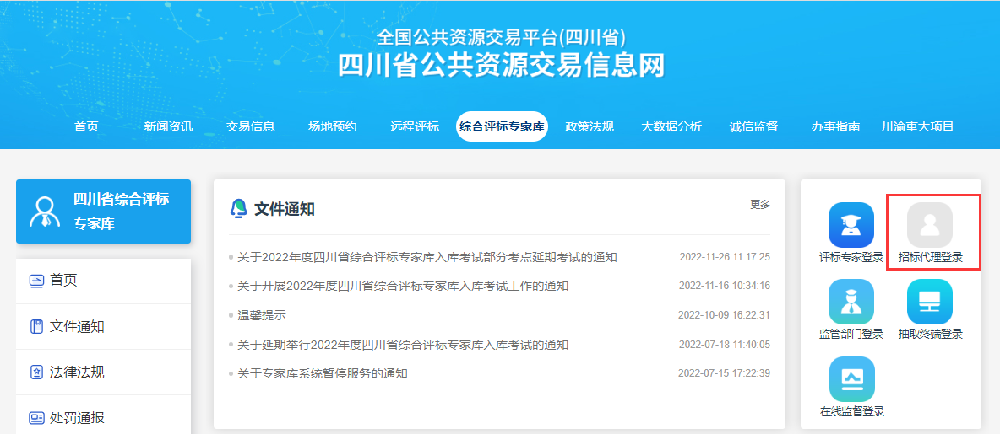 全国公共资源交易平台(四川省)
四川省公共资源交易信息网
首页 新闻资讯 交易信息 场地预约 远程评标 综合评标专家库 政策法规 大数据分析 诚信监督 办事指南 川渝重大项目
四川省综合评标
专家库
首页
文件通知
法律法规
处罚通报
文件通知 更多
关于2022年度四川省综合评标专家库入库考试部分考点延期考试的通知 2022-11-26 11:17:25
关于开展2022年度四川省综合评标专家库入库考试工作的通知 2022-11-16 10:34:16
温馨提示 2022-10-09 16:22:31
关于延期举行2022年度四川省综合评标专家库入库考试的通知 2022-07-18 11:40:05
关于专家库系统暂停服务的通知 2022-07-15 17:22:39
评标专家登录 招标代理登录
监管部门登录 抽取终端登录
在线监督登录